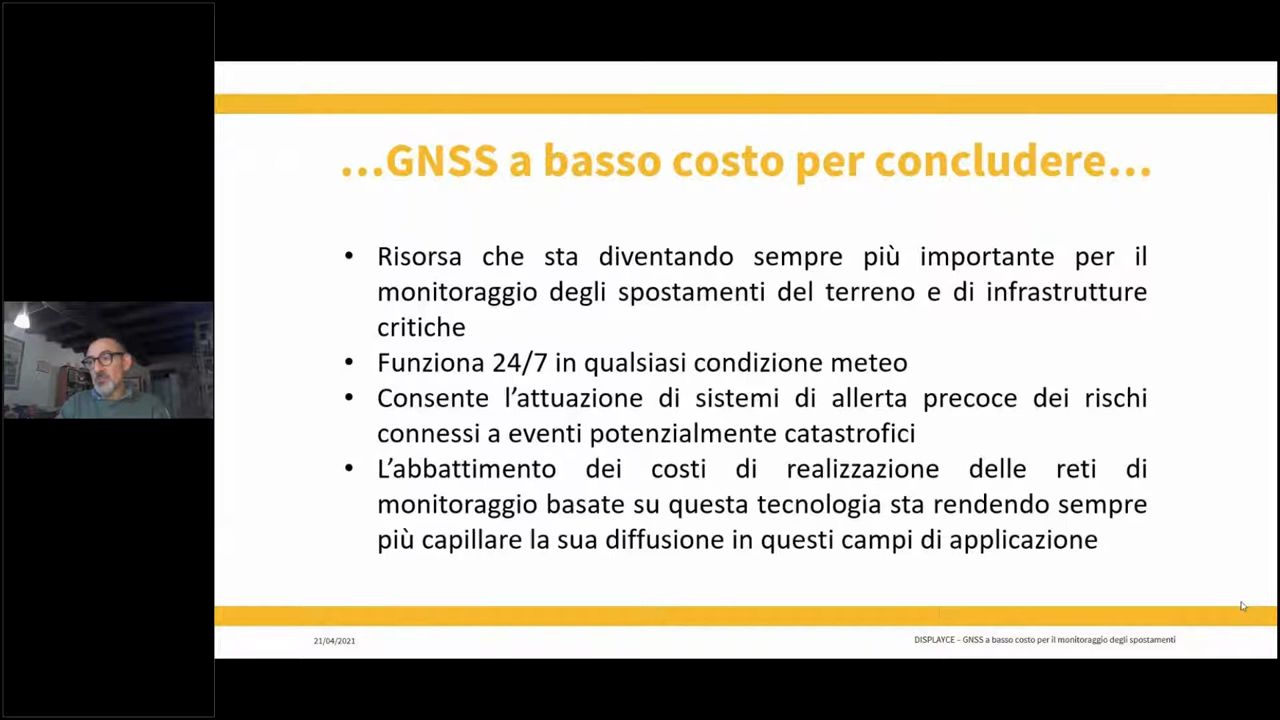 ...GNSS a basso costo per concludere...
• Risorsa che sta diventando sempre più importante per il
monitoraggio degli spostamenti del terreno e di infrastrutture
critiche
• Funziona 24/7 in qualsiasi condizione meteo
• Consente l’attuazione di sistemi di allerta precoce dei rischi
connessi a eventi potenzialmente catastrofici
• L’abbattimento dei costi di realizzazione delle reti di
monitoraggio basate su questa tecnologia sta rendendo sempre
più capillare la sua diffusione in questi campi di applicazione
21/04/2021
DISPLAYCE – GNSS a basso costo per il monitoraggio degli spostamenti